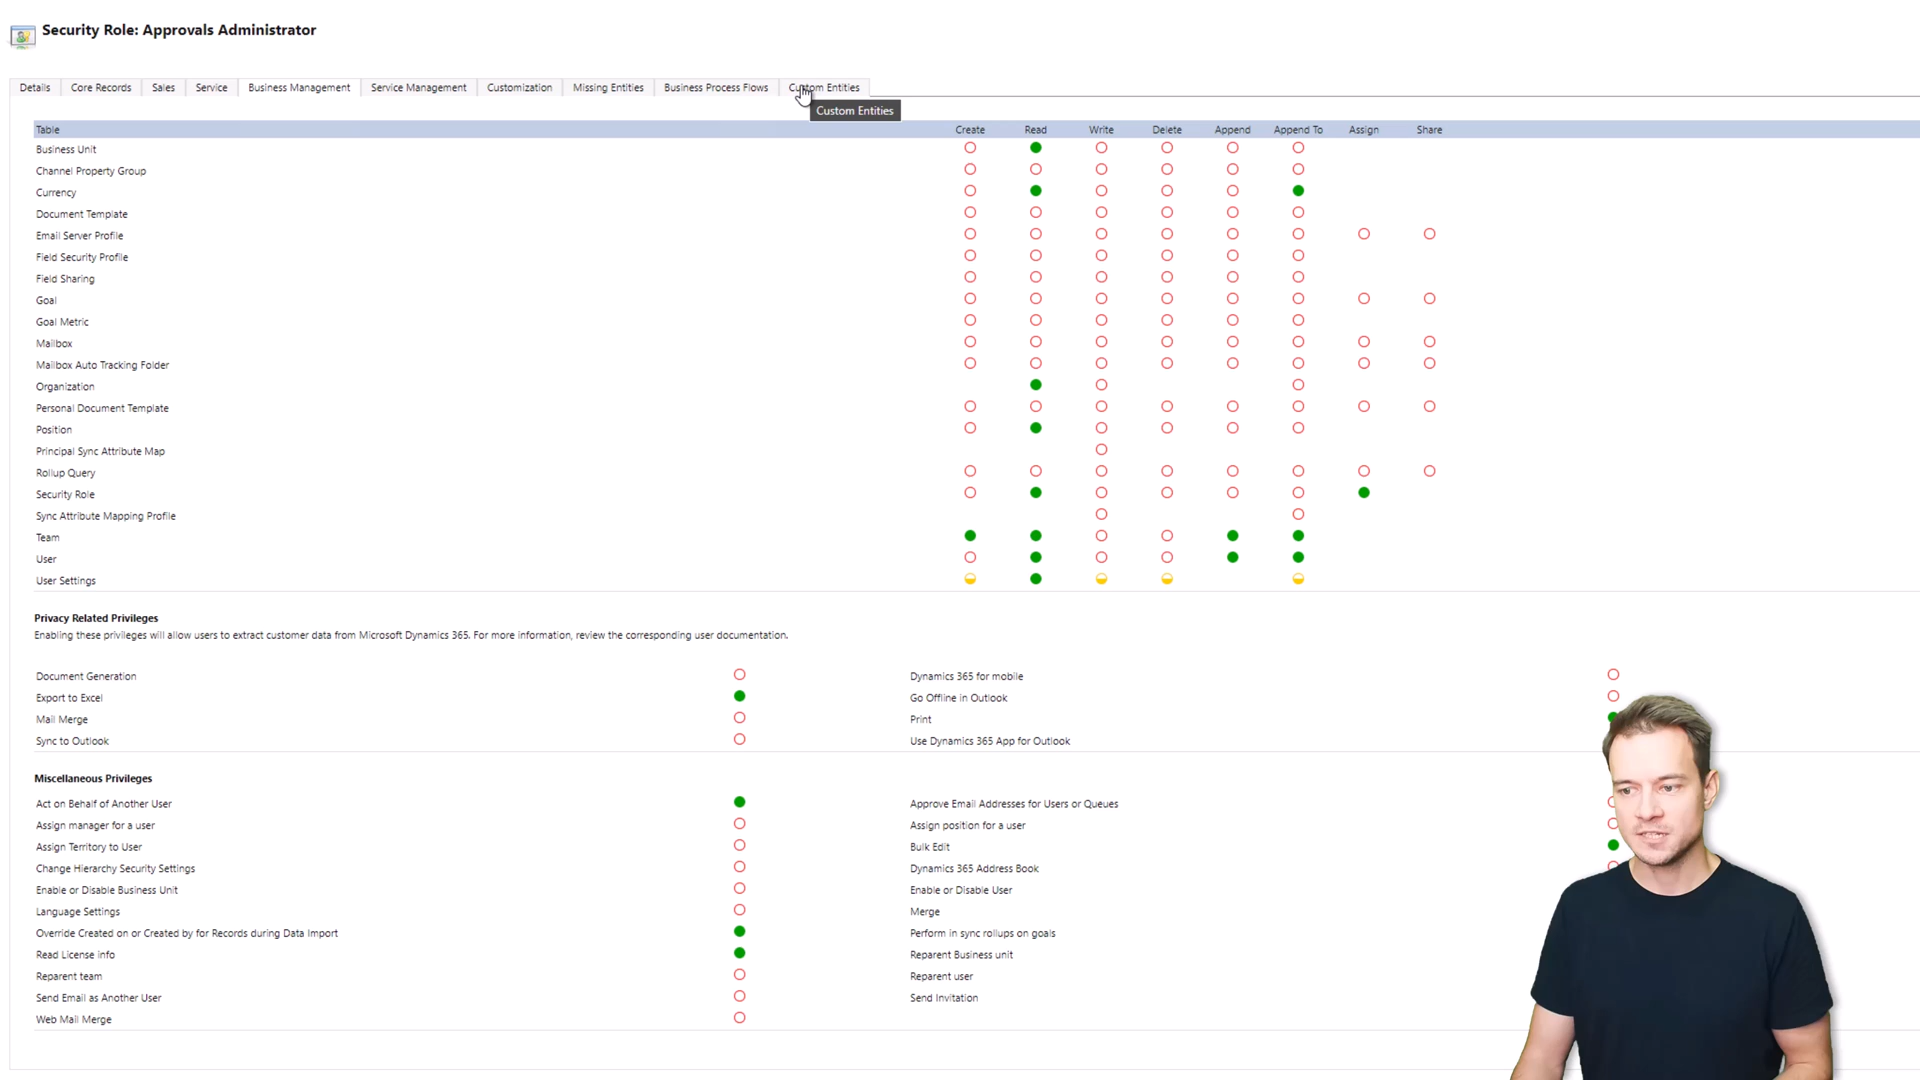 Security Role: Approvals Administrator
Details Core Records Sales Service Business Management Service Management Customization Missing Entities Business Process Flows Custom Entities
Custom Entities
Table Create Read Write Delete Append Append To Assign Share
Business Unit
Channel Property Group
Currency
Document Template
Email Server Profile
Field Security Profile
Field Sharing
Goal
Goal Metric
Mailbox
Mailbox Auto Tracking Folder
Organization
Personal Document Template
Position
Principal Sync Attribute Map
Rollup Query
Security Role
Sync Attribute Mapping Profile
Team
User
User Settings
Privacy Related Privileges
Enabling these privileges will allow users to extract customer data from Microsoft Dynamics 365. For more information, review the corresponding user documentation.
Document Generation Dynamics 365 for mobile
Export to Excel Go Offline in Outlook
Mail Merge Print
Sync to Outlook Use Dynamics 365 App for Outlook
Miscellaneous Privileges
Act on Behalf of Another User Approve Email Addresses for Users or Queues
Assign manager for a user Assign position for a user
Assign Territory to User Bulk Edit
Change Hierarchy Security Settings Dynamics 365 Address Book
Enable or Disable Business Unit Enable or Disable User
Language Settings Merge
Override Created on or Created by for Records during Data Import Perform in sync rollups on goals
Read License info Reparent Business unit
Reparent team Reparent user
Send Email as Another User Send Invitation
Web Mail Merge